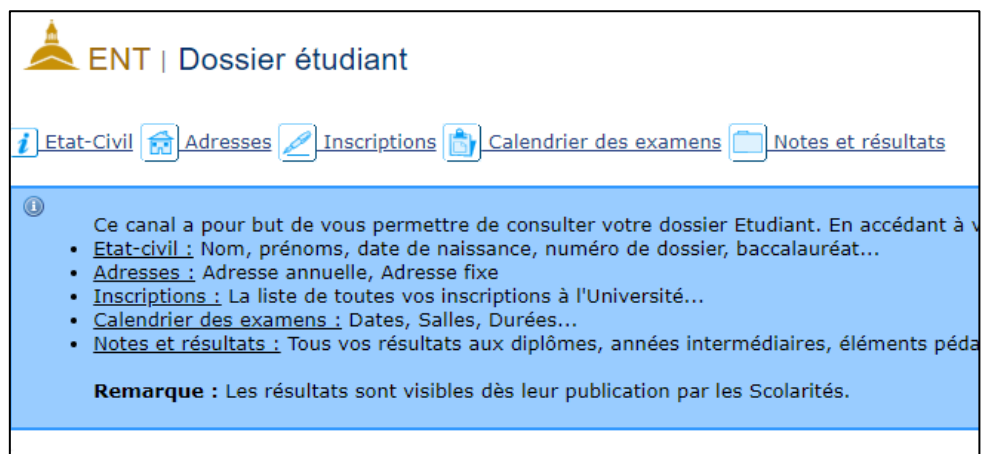 ENT | Dossier étudiant
Etat-Civil Adresses Inscriptions Calendrier des examens Notes et résultats
Ce canal a pour but de vous permettre de consulter votre dossier Etudiant. En accédant à
• Etat-civil : Nom, prénoms, date de naissance, numéro de dossier, baccalauréat...
• Adresses : Adresse annuelle, Adresse fixe
• Inscriptions : La liste de toutes vos inscriptions à l'Université...
• Calendrier des examens : Dates, Salles, Durées...
• Notes et résultats : Tous vos résultats aux diplômes, années intermédiaires, éléments
Remarque : Les résultats sont visibles dès leur publication par les Scolarités.